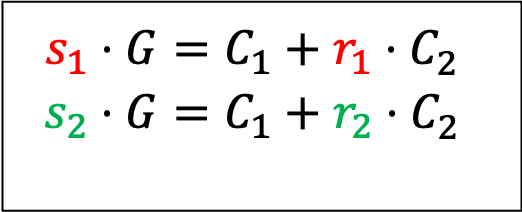 s₁ · G = C₁ + r₁ · C₂
s₂ · G = C₁ + r₂ · C₂